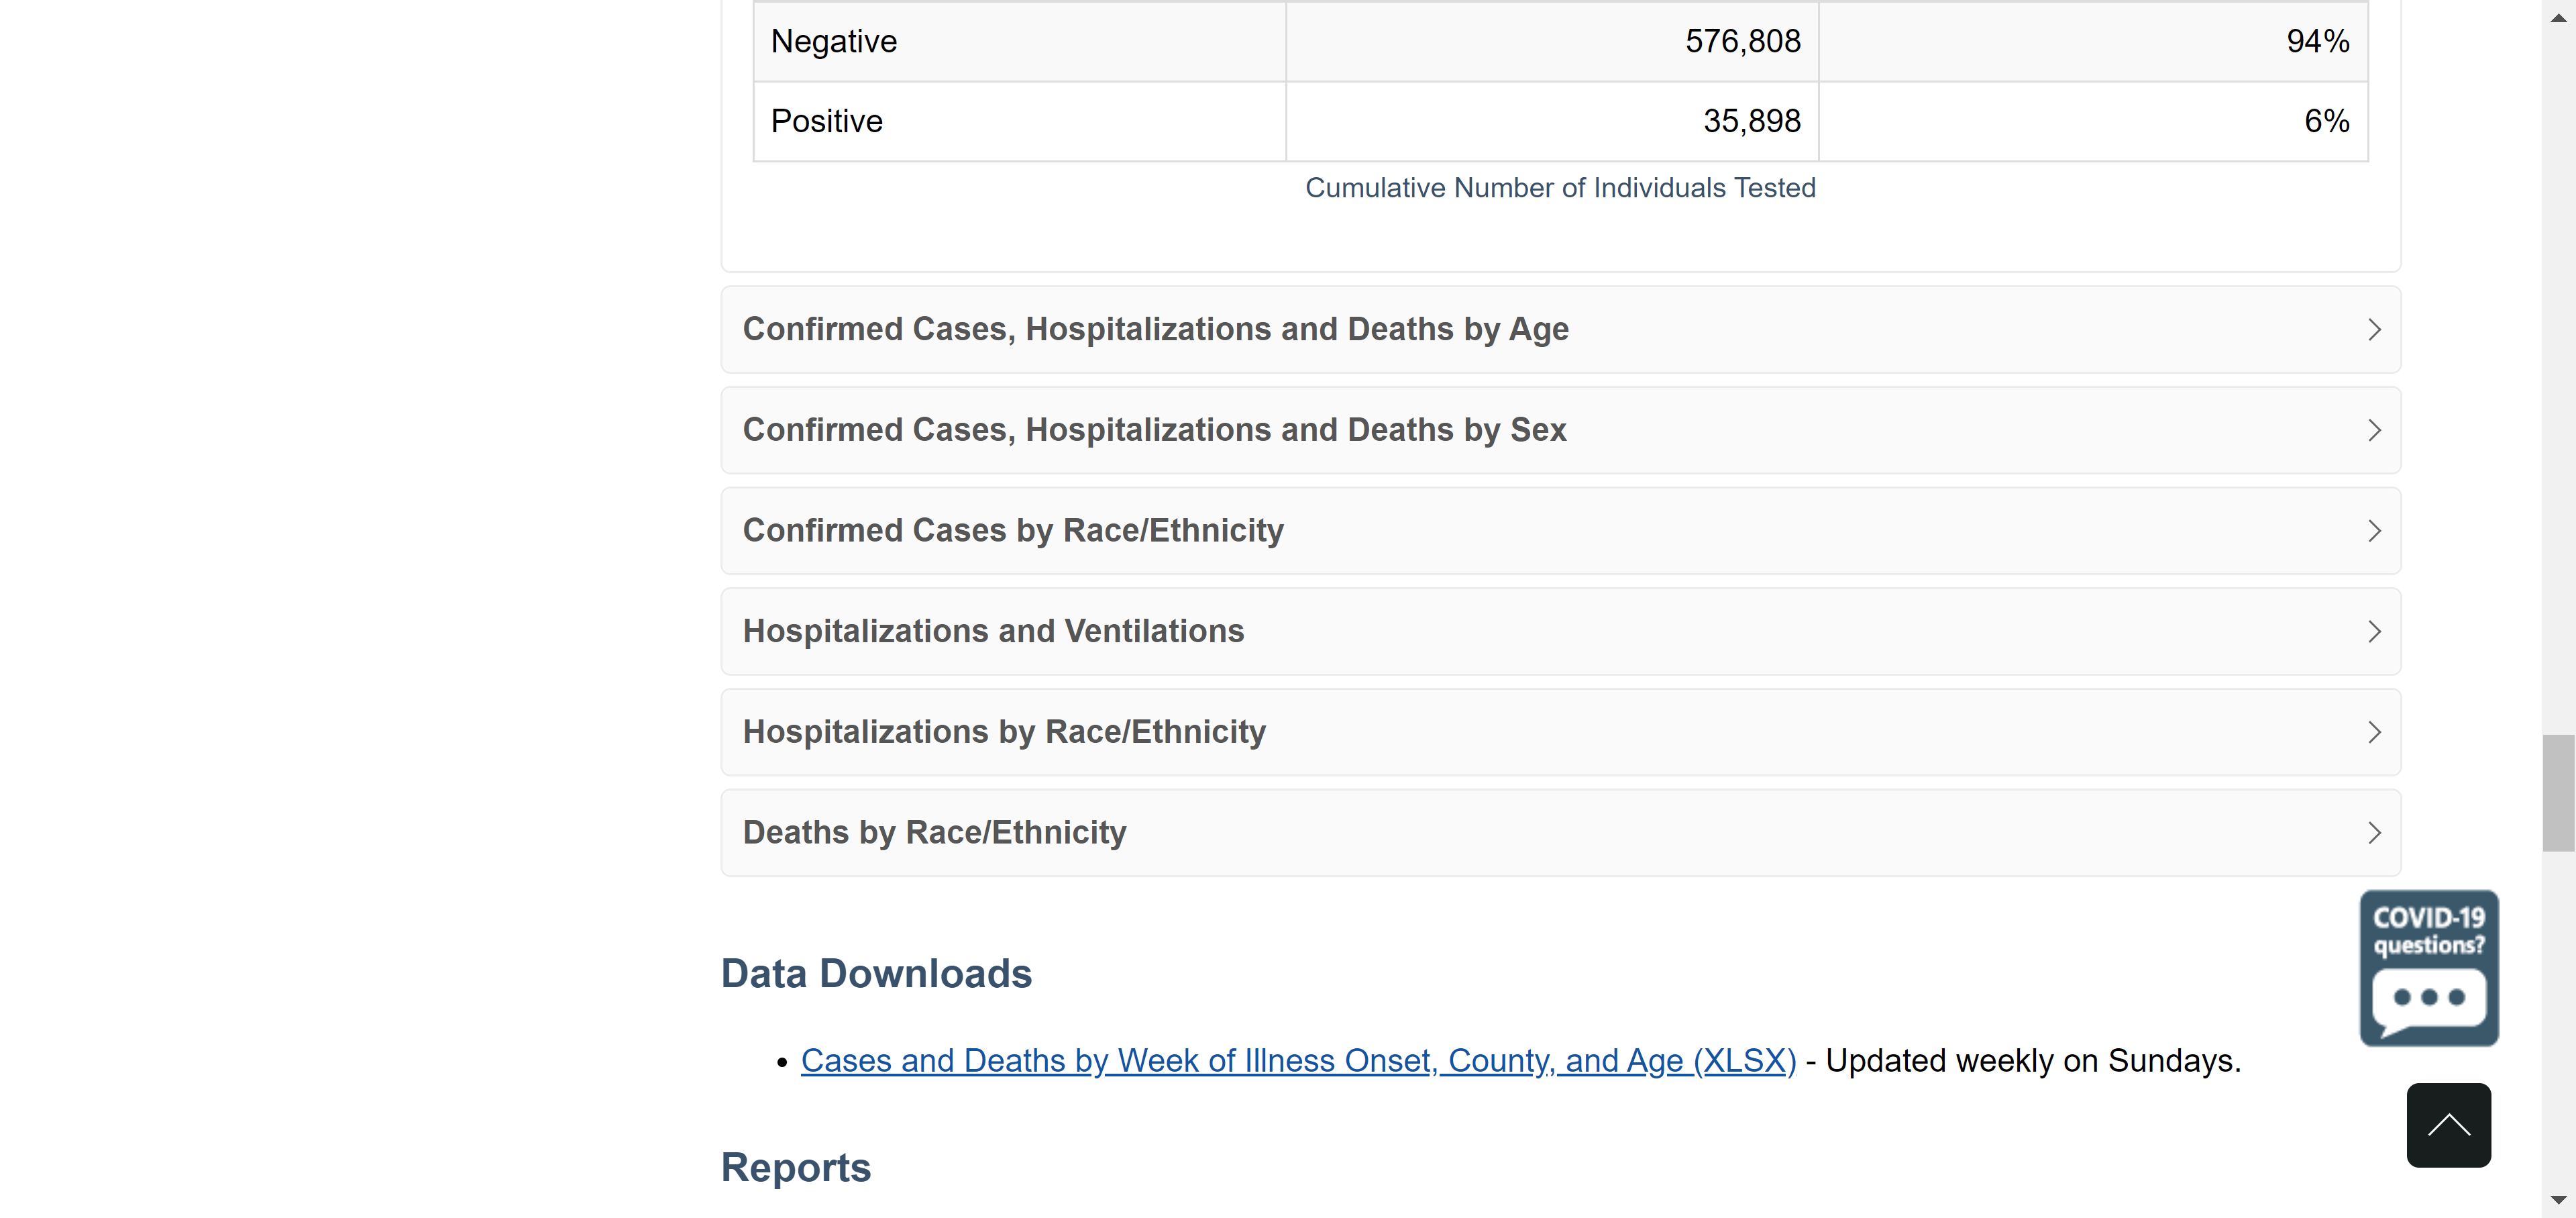 Negative 576,808 94%
Positive 35,898 6%
Cumulative Number of Individuals Tested
Confirmed Cases, Hospitalizations and Deaths by Age
Confirmed Cases, Hospitalizations and Deaths by Sex
Confirmed Cases by Race/Ethnicity
Hospitalizations and Ventilations
Hospitalizations by Race/Ethnicity
Deaths by Race/Ethnicity
COVID-19
questions?
Data Downloads
• Cases and Deaths by Week of Illness Onset, County, and Age (XLSX) - Updated weekly on Sundays.
Reports